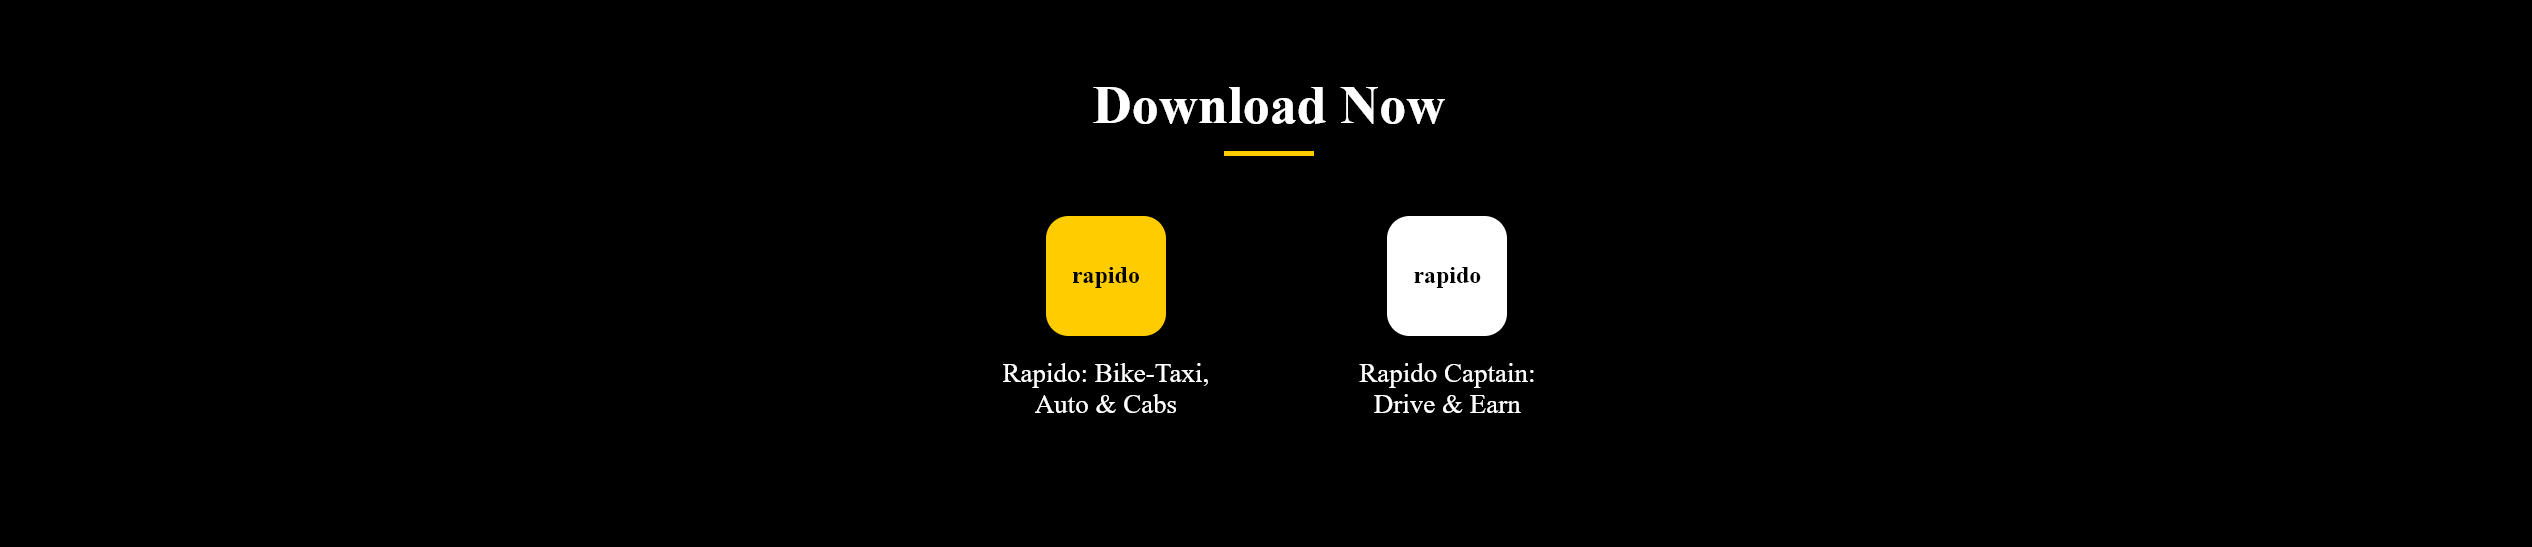 Download Now
rapido
rapido
Rapido: Bike-Taxi,
Auto & Cabs
Rapido Captain:
Drive & Earn